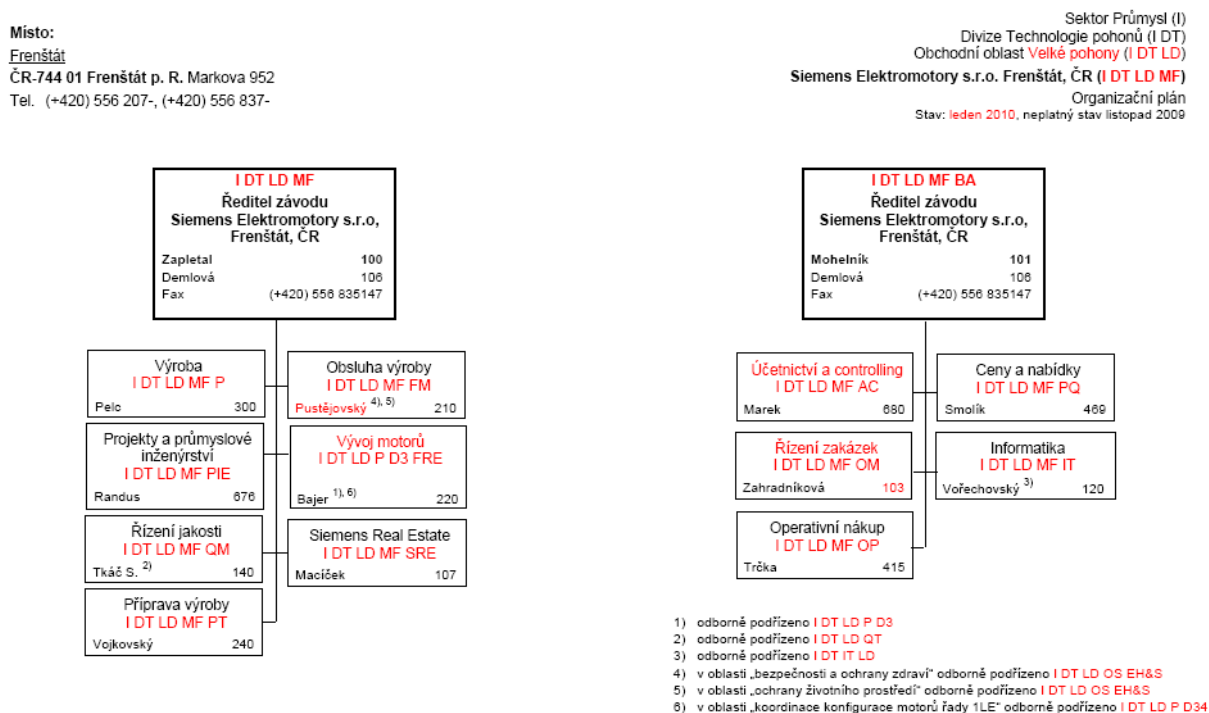 Místo:
Frenštát
ČR-744 01 Frenštát p. R. Markova 952
Tel. (+420) 556 207-, (+420) 556 837-
Sektor Průmysl (I)
Divize Technologie pohonů (I DT)
Obchodní oblast Velké pohony (I DT LD)
Siemens Elektromotory s.r.o. Frenštát, ČR (I DT LD MF)
Organizační plán
Stav: leden 2010, neplatný stav listopad 2009
I DT LD MF
Ředitel závodu
Siemens Elektromotory s.r.o,
Frenštát, ČR
Zapletal 100
Demlová 106
Fax (+420) 556 835147
Výroba
I DT LD MF P
Pelc 300
Obsluha výroby
I DT LD MF FM
Pustějovský 4), 5) 210
Projekty a průmyslové
inženýrství
I DT LD MF PIE
Randus 676
Vývoj motorů
I DT LD P D3 FRE
Bajer 1), 6) 220
Řízení jakosti
I DT LD MF QM
Tkáč S. 2) 140
Siemens Real Estate
I DT LD MF SRE
Macíček 107
Příprava výroby
I DT LD MF PT
Vojkovský 240
I DT LD MF BA
Ředitel závodu
Siemens Elektromotory s.r.o,
Frenštát, ČR
Mohelník 101
Demlová 106
Fax (+420) 556 835147
Účetnictví a controlling
I DT LD MF AC
Marek 680
Ceny a nabídky
I DT LD MF PQ
Smolík 469
Řízení zakázek
I DT LD MF OM
Zahradníková 103
Informatika
I DT LD MF IT
Vořechovský 3) 120
Operativní nákup
I DT LD MF OP
Trčka 415
1) odborně podřízeno I DT LD P D3
2) odborně podřízeno I DT LD QT
3) odborně podřízeno I DT IT LD
4) v oblasti „bezpečnosti a ochrany zdraví“ odborně podřízeno I DT LD OS EH&S
5) v oblasti „ochrany životního prostředí“ odborně podřízeno I DT LD OS EH&S
6) v oblasti „koordinace konfigurace motorů řady 1LE“ odborně podřízeno I DT LD P D34